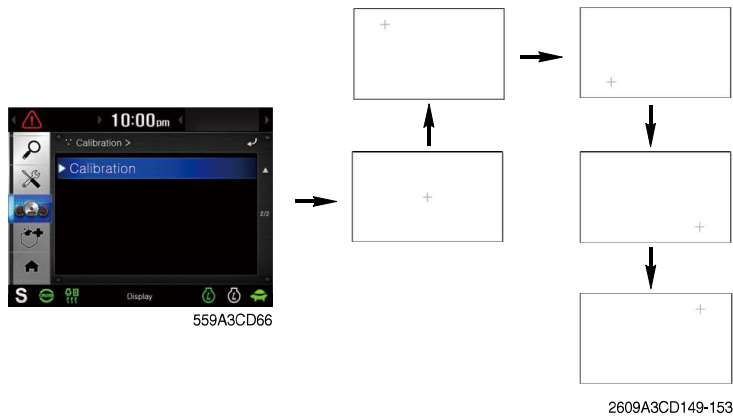 10:00pm
∵ Calibration >
Calibration
2/2
S
Display
559A3CD66
2609A3CD149-153